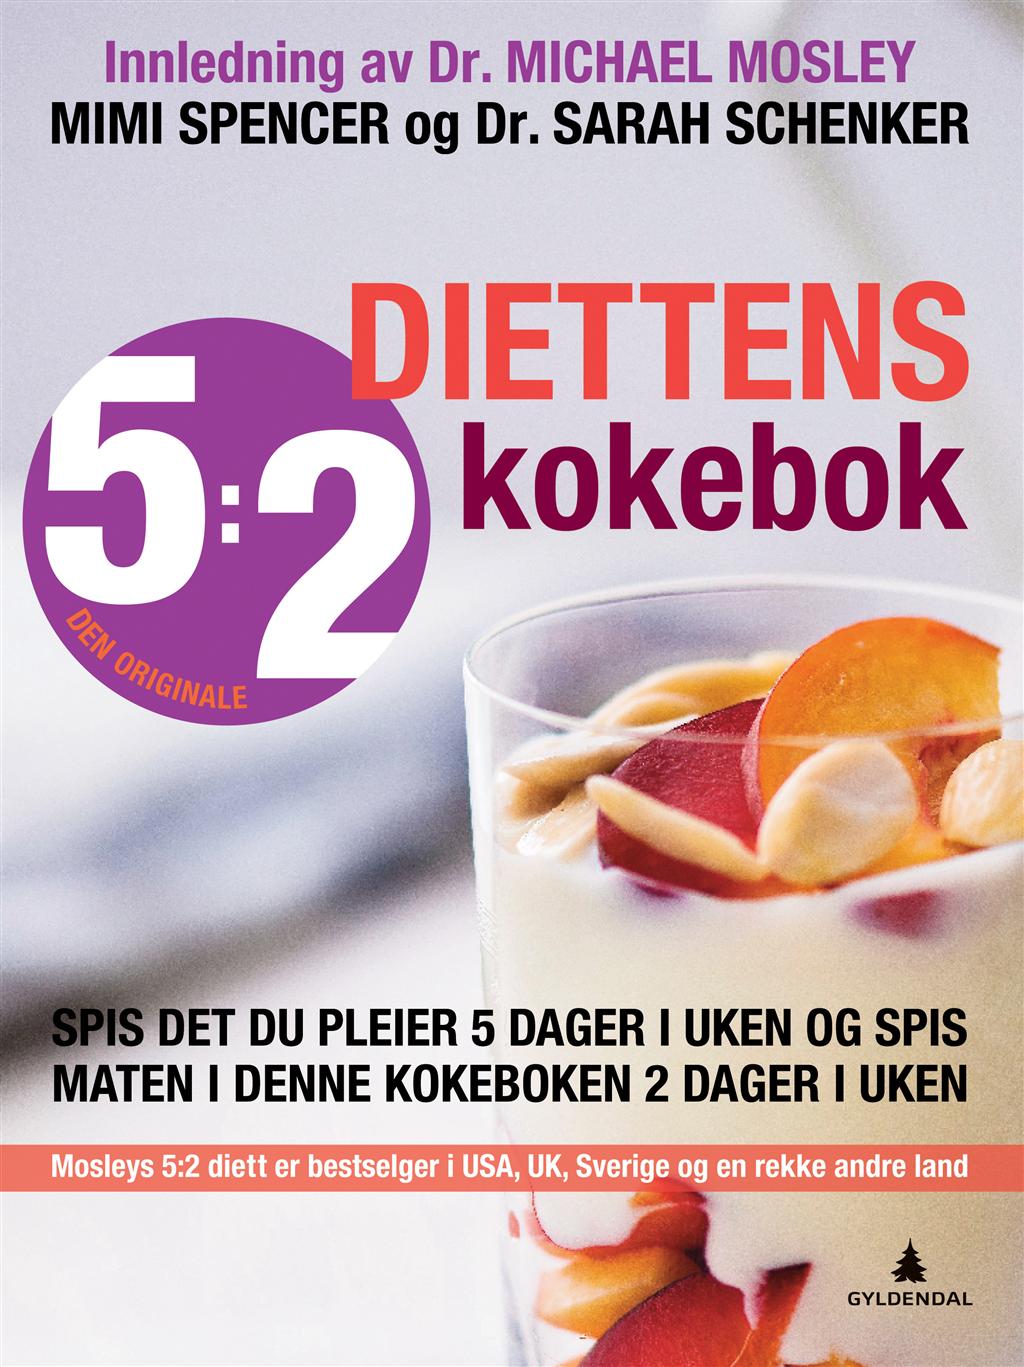 Innledning av Dr. MICHAEL MOSLEY
MIMI SPENCER og Dr. SARAH SCHENKER
DIETTENS
5:2
kokebok
DEN ORIGINALE
SPIS DET DU PLEIER 5 DAGER I UKEN OG SPIS
MATEN I DENNE KOKEBOKEN 2 DAGER I UKEN
Mosleys 5:2 diett er bestselger i USA, UK, Sverige og en rekke andre land
GYLDENDAL